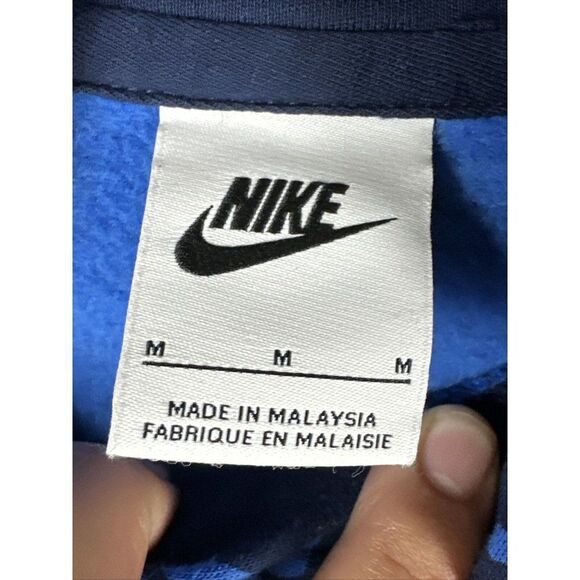 NIKE
M M M
MADE IN MALAYSIA
FABRIQUE EN MALAISIE